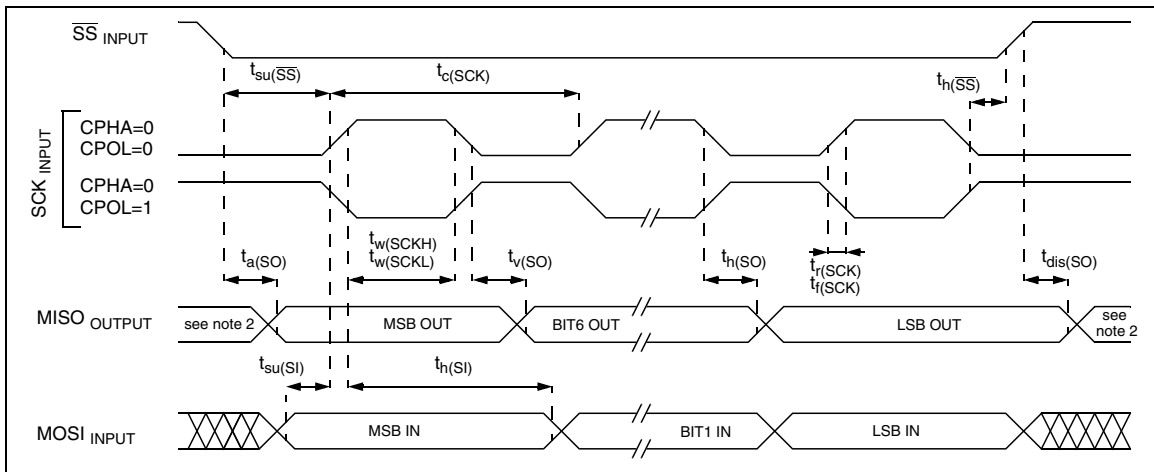 SS INPUT
tsu(SS)
tc(SCK)
th(SS)
SCK INPUT
CPHA=0
CPOL=0
CPHA=0
CPOL=1
ta(SO)
tw(SCKH)
tw(SCKL)
tv(SO)
th(SO)
tr(SCK)
tf(SCK)
tdis(SO)
MISO OUTPUT
see note 2
MSB OUT
BIT6 OUT
LSB OUT
see
note 2
tsu(SI)
th(SI)
MOSI INPUT
MSB IN
BIT1 IN
LSB IN